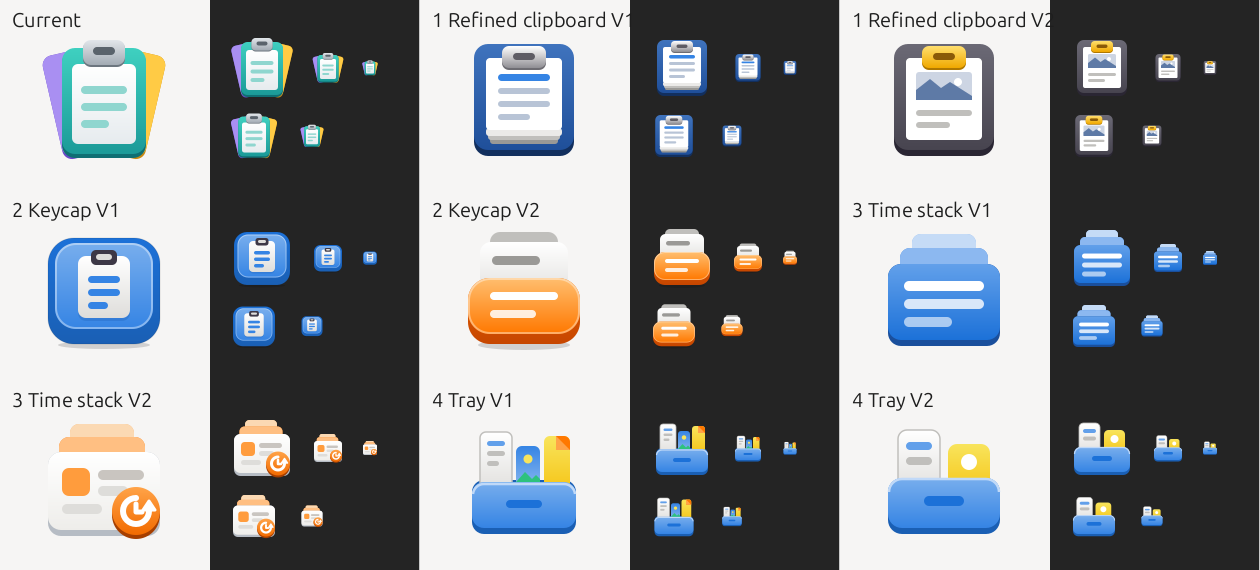 Current
1 Refined clipboard V1
1 Refined clipboard V2
2 Keycap V1
2 Keycap V2
3 Time stack V1
3 Time stack V2
4 Tray V1
4 Tray V2